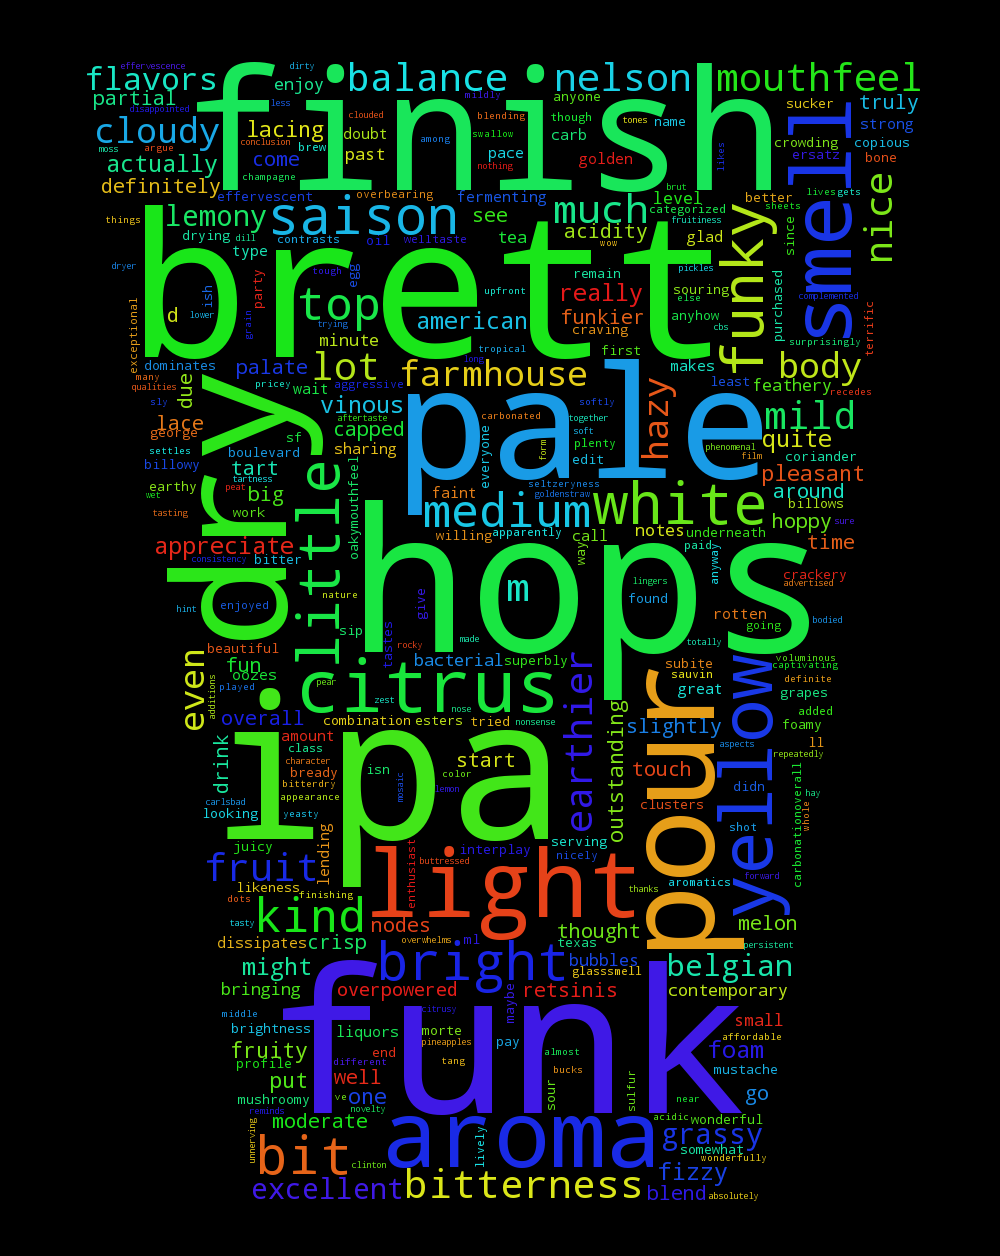 effervescence dirty
flavors finish balance nelson mouthfeel
partial enjoy mildly anyone sucker truly
disappointed less clouded blending though tones name strong
cloudy lacing doubt swallow carb crowding smell
moss argue conclusion brew past among pace golden likes ersatz copious bone
actually come champagne nothing
definitely effervescent overbearing fermenting brut better lives gets nice
things lemony saison see much level categorized fruitiness sheets since
drying dill contrasts oil welltaste tea acidity wow glad funky
dryer type brett egg pickles
party tough remain else souring complemented
ish d top upfront really cbs purchased
exceptional lower grain trying american funkier anyhow terrific
minute craving surprisingly
dominates palate lot tropical long first makes body
many qualities due pricey wait aggressive farmhouse pale softly least feathery recedes
sly lace dry vinous aftertaste carbonated together hazy phenomenal mild
george sf capped everyone form soft plenty film quite
settles boulevard sharing edit coriander
billowy tart little tartness seltzeryness pleasant
earthy peat big oakymouthfeel faint goldenstraw white around billows
wet tasting work medium hoppy sure
appreciate willing apparently call notes underneath time
consistency bitter way paid anyway
hops crackery advertised
nature give m lingers
hint enjoyed found rotten bodied
sip going
beautiful tastes rocky made totally
even fun bacterial superbly subite voluminous captivating
oozes citrus sauvin definite
additions played pear zest nose earthier great grapes
overall combination esters tried nonsense outstanding slightly yellow added foamy
drink ipa amount pour aspects ll
class start repeatedly
character isn color touch
bready bitterdry mosaic lemon didn hay
carlsbad appearance clusters whole carbonationoverall
looking yeasty shot
juicy lending enthusiast interplay serving nicely
fruit light buttressed aromatics forward
likeness finishing thanks
dots kind
tasty nodes thought melon
dissipates crisp overwhelms ml texas persistent
might bright bubbles belgian
glasssmell
bringing overpowered maybe retsinis contemporary
middle funk citrusy small
brightness liquors morte pineapples pay affordable
fruity end almost foam
profile different tang bucks mustache
put well
mushroomy ve one sour sulfur near go
reminds novelty
moderate acidic wonderful
unnerving aroma lively grassy
bit clinton somewhat wonderfully
fizzy
excellent bitterness blend absolutely